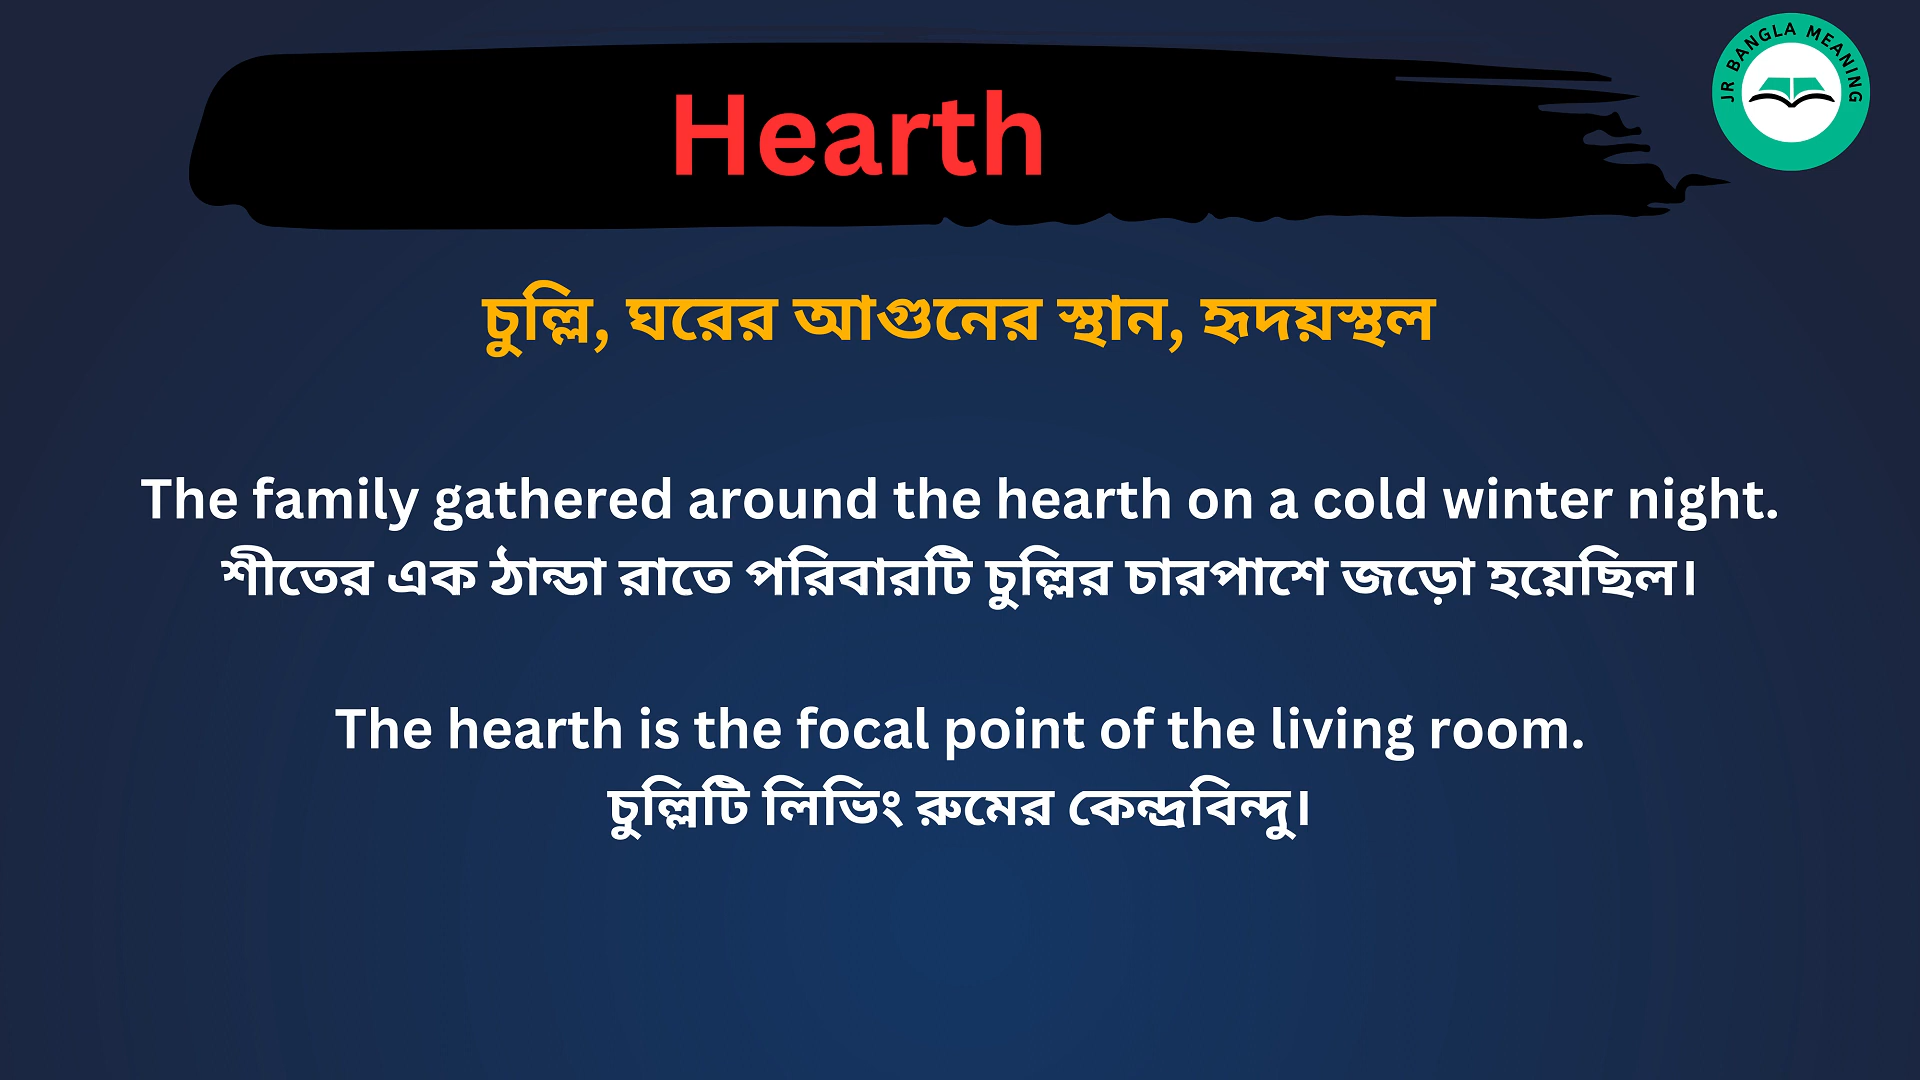 JR BANGLA MEANING
Hearth
চুল্লি, ঘরের আগুনের স্থান, হৃদয়স্থল
The family gathered around the hearth on a cold winter night.
শীতের এক ঠান্ডা রাতে পরিবারটি চুল্লির চারপাশে জড়ো হয়েছিল।
The hearth is the focal point of the living room.
চুল্লিটি লিভিং রুমের কেন্দ্রবিন্দু।